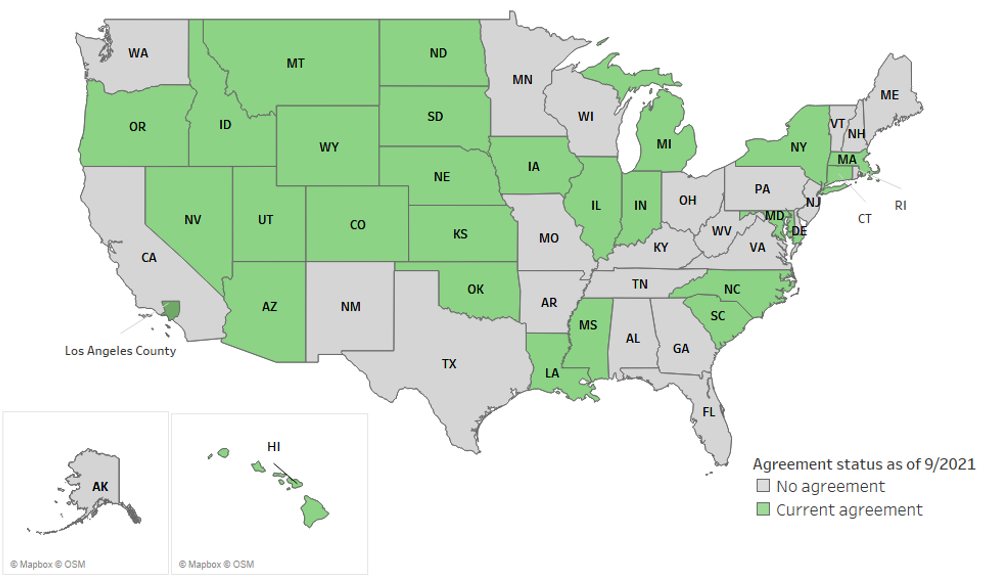 WA
MT
ND
MN
ME
OR
ID
SD
WI
VT
NH
WY
MI
NY
MA
IA
NE
PA
RI
NV
UT
CO
IL
IN
OH
NJ
CT
KS
MO
WV
MD
DE
CA
KY
VA
AZ
NM
OK
AR
TN
NC
SC
MS
AL
GA
Los Angeles County
TX
LA
FL
HI
AK
Agreement status as of 9/2021
No agreement
Current agreement
© Mapbox © OSM
© Mapbox © OSM